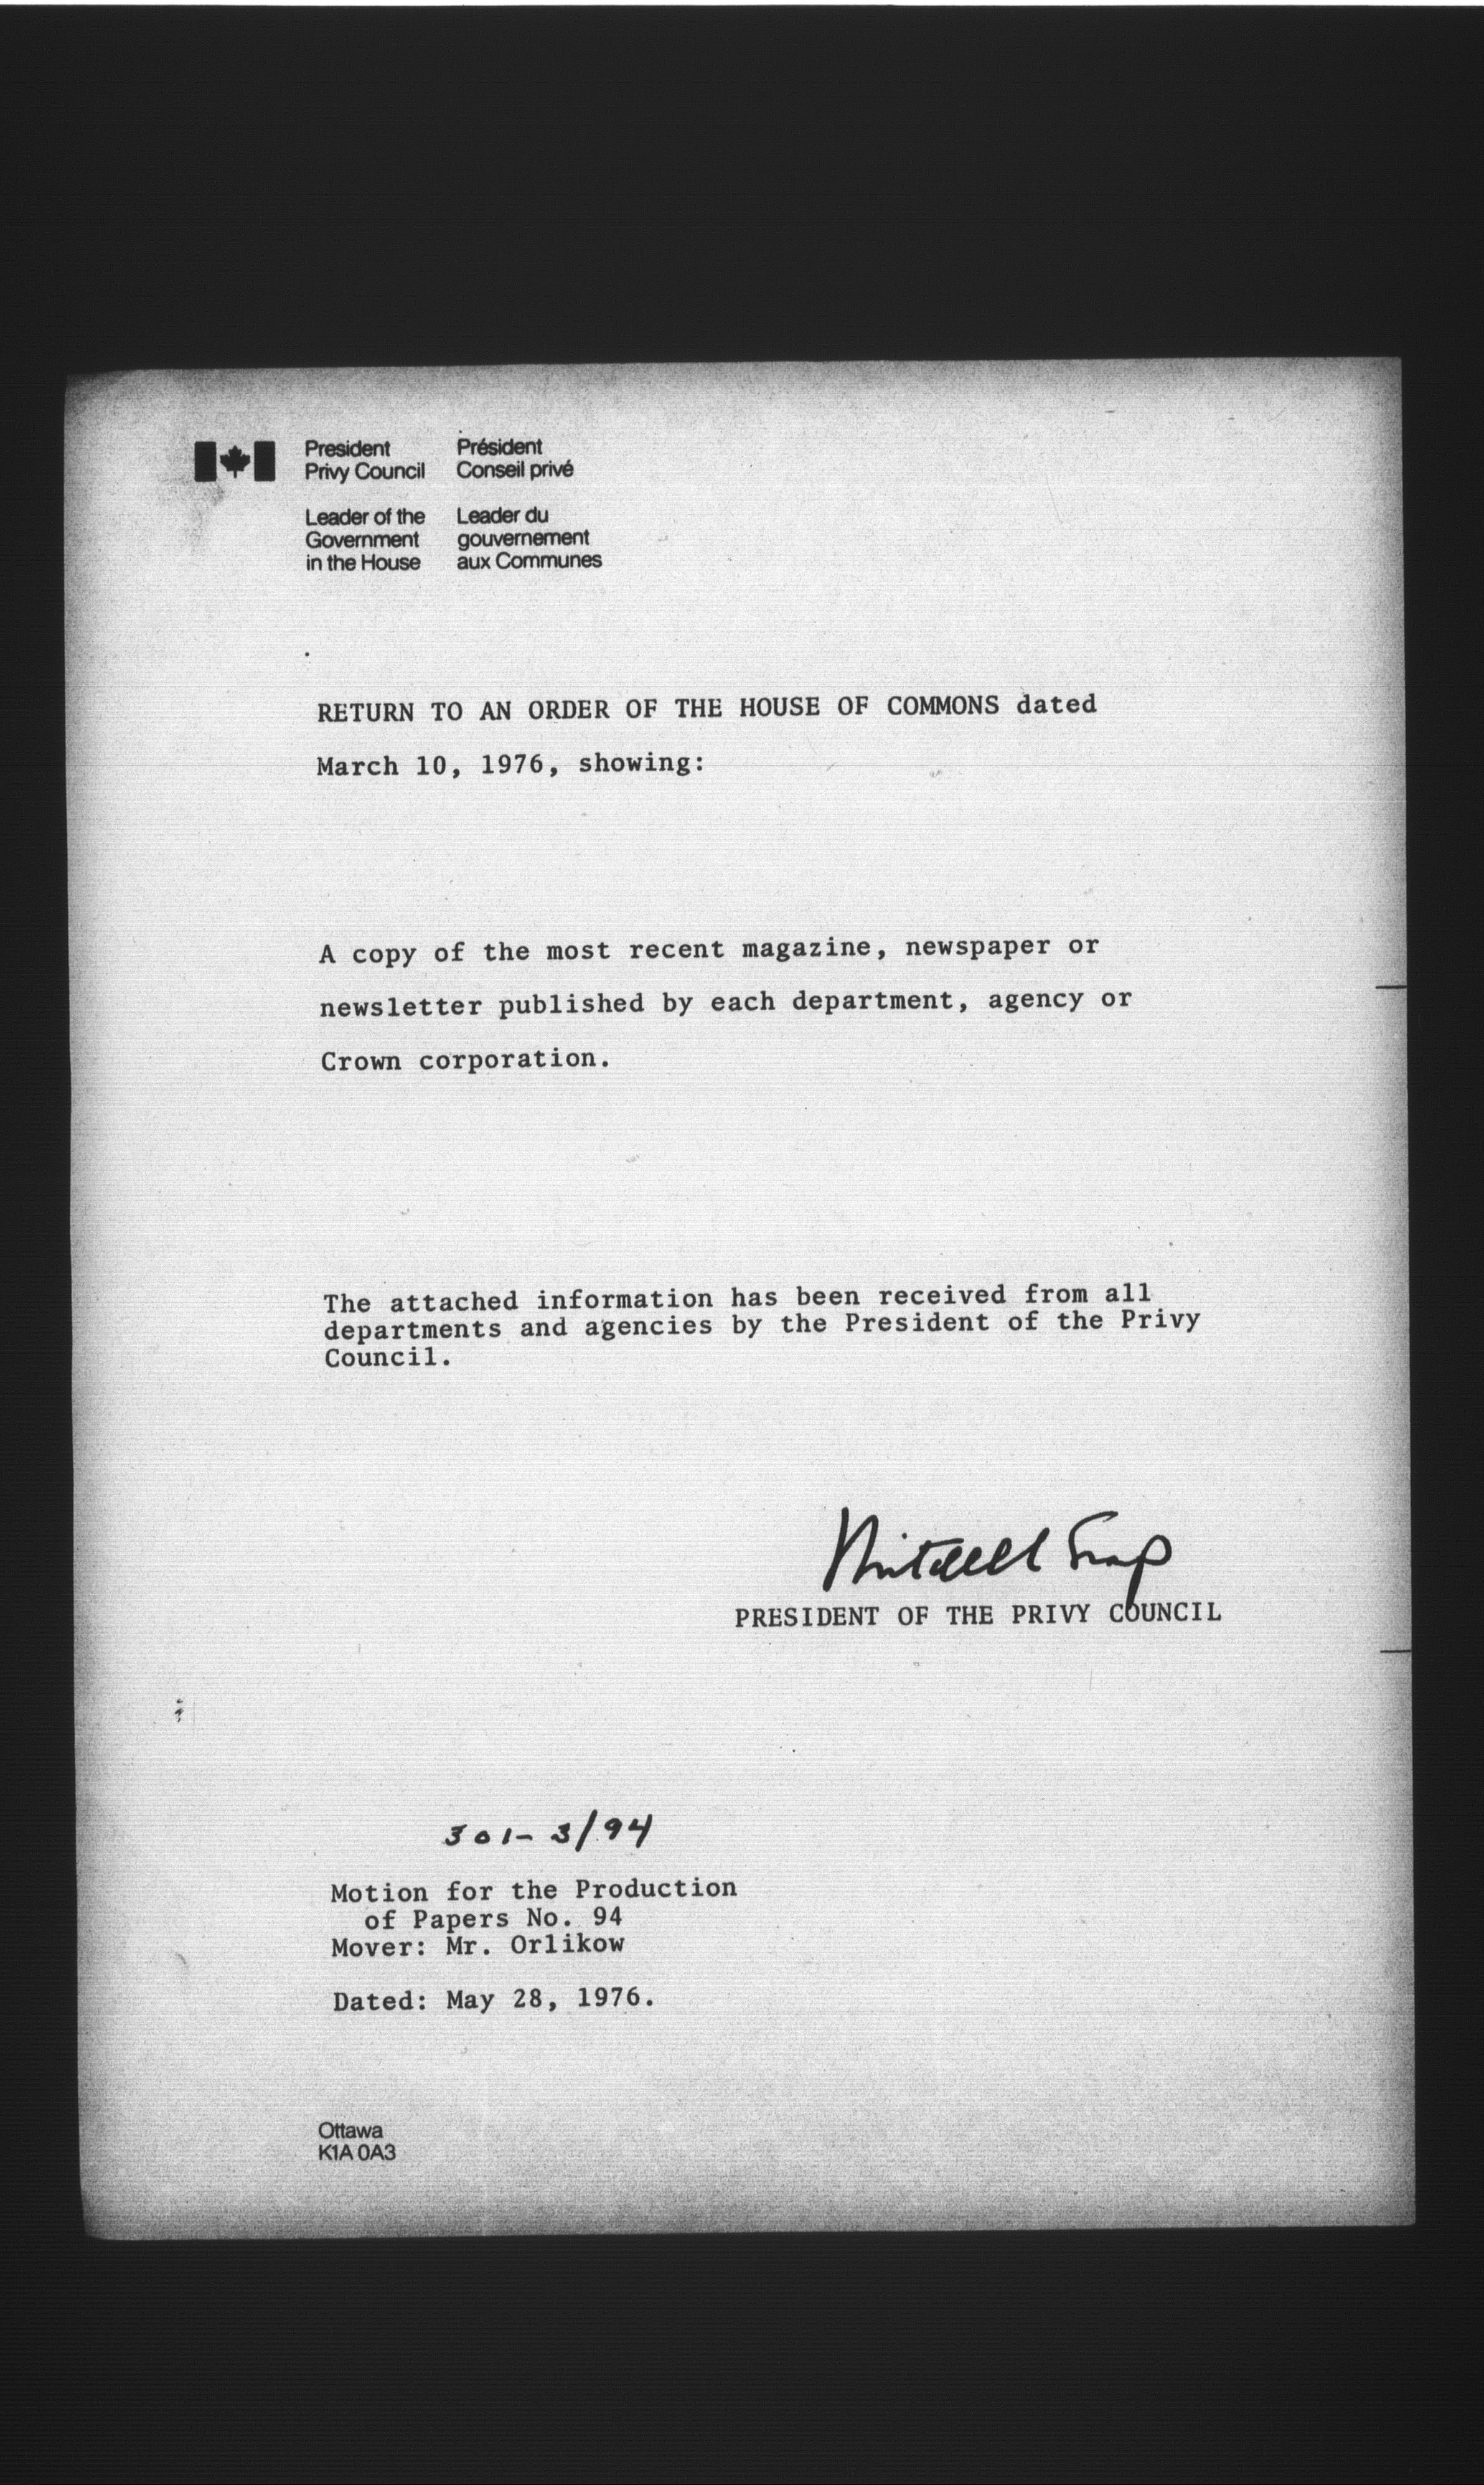 President
Privy Council
Président
Conseil privé
Leader of the
Government
in the House
Leader du
gouvernement
aux Communes
RETURN TO AN ORDER OF THE HOUSE OF COMMONS dated
March 10, 1976, showing:
A copy of the most recent magazine, newspaper or
newsletter published by each department, agency or
Crown corporation.
The attached information has been received from all
departments and agencies by the President of the Privy
Council.
Mitchell Sharp
PRESIDENT OF THE PRIVY COUNCIL
301-3/94
Motion for the Production
of Papers No. 94
Mover: Mr. Orlikow
Dated: May 28, 1976.
Ottawa
K1A 0A3